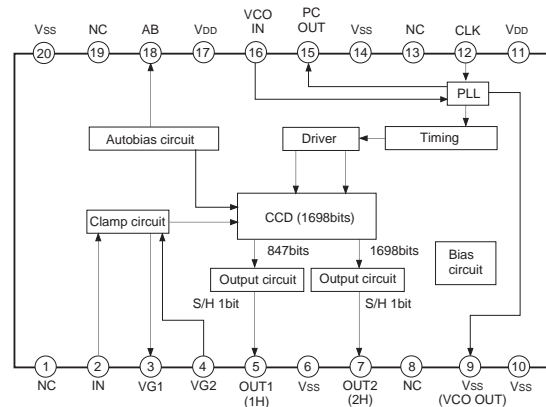 VSS NC AB VDD VCO IN PC OUT VSS NC CLK VDD
20 19 18 17 16 15 14 13 12 11
PLL
Autobias circuit
Driver
Timing
CCD (1698bits)
Clamp circuit
847bits
1698bits
Bias circuit
Output circuit
Output circuit
S/H 1bit
S/H 1bit
1 2 3 4 5 6 7 8 9 10
NC IN VG1 VG2 OUT1 (1H) VSS OUT2 (2H) NC VSS (VCO OUT) VSS